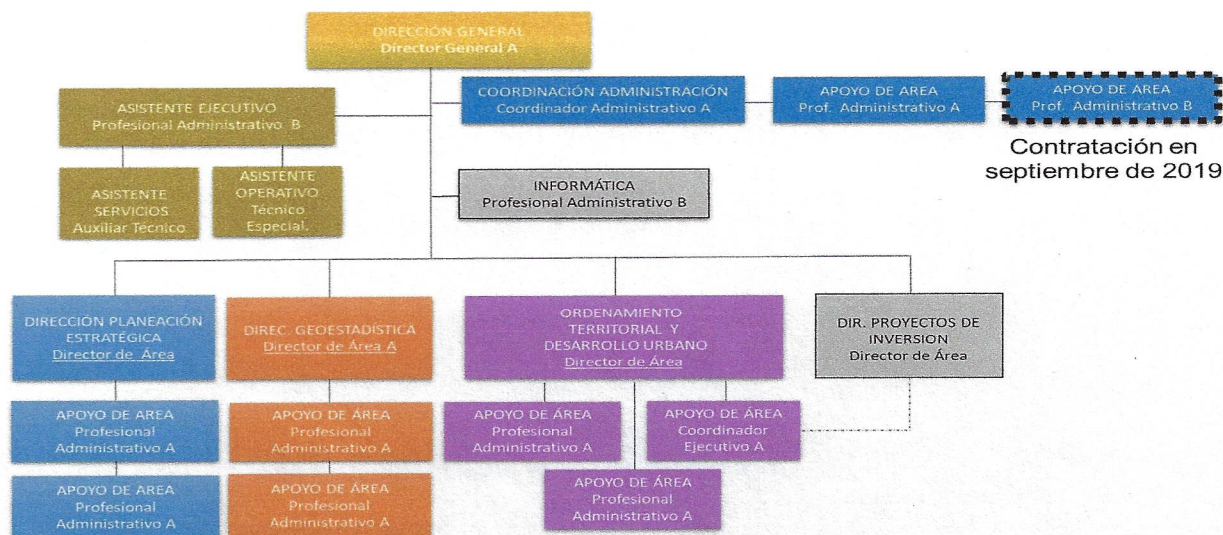 DIRECCIÓN GENERAL
Director General A
COORDINACIÓN ADMINISTRACIÓN
Coordinador Administrativo A
APOYO DE AREA
Prof. Administrativo A
APOYO DE AREA
Prof. Administrativo B
Contratación en
septiembre de 2019
ASISTENTE EJECUTIVO
Profesional Administrativo B
ASISTENTE
SERVICIOS
Auxiliar Técnico
ASISTENTE
OPERATIVO
Técnico
Especial.
INFORMÁTICA
Profesional Administrativo B
DIRECCIÓN PLANEACIÓN
ESTRATÉGICA
Director de Área
DIREC. GEOESTADÍSTICA
Director de Área A
ORDENAMIENTO
TERRITORIAL Y
DESARROLLO URBANO
Director de Área
DIR. PROYECTOS DE
INVERSION
Director de Área
APOYO DE AREA
Profesional
Administrativo A
APOYO DE ÁREA
Profesional
Administrativo A
APOYO DE ÁREA
Profesional
Administrativo A
APOYO DE ÁREA
Coordinador
Ejecutivo A
APOYO DE AREA
Profesional
Administrativo A
APOYO DE ÁREA
Profesional
Administrativo A
APOYO DE ÁREA
Profesional
Administrativo A